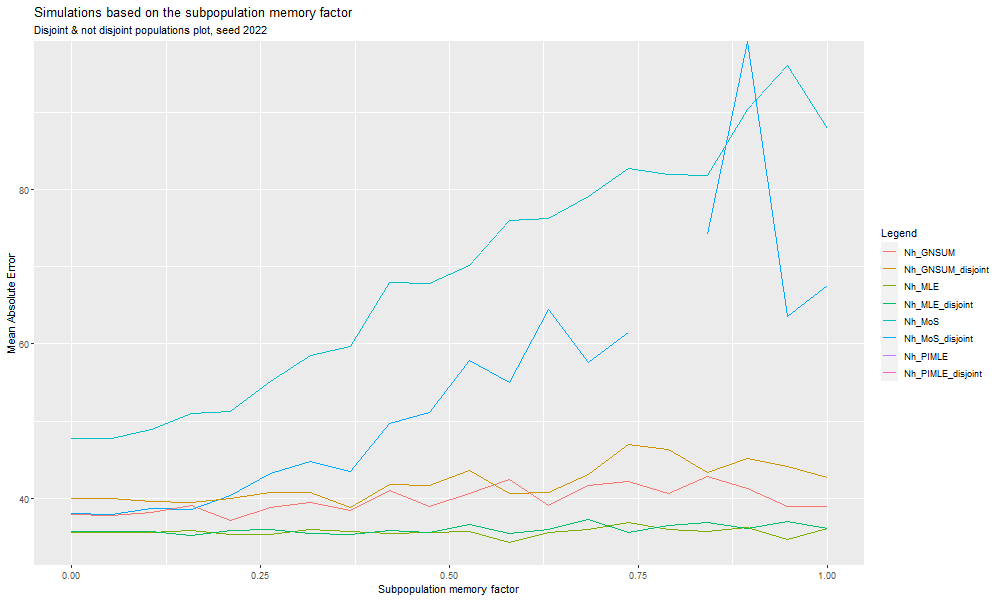 Simulations based on the subpopulation memory factor
Disjoint & not disjoint populations plot, seed 2022
Mean Absolute Error
80
60
40
0.00
0.25
0.50
0.75
1.00
Subpopulation memory factor
Legend
Nh_GNSUM
Nh_GNSUM_disjoint
Nh_MLE
Nh_MLE_disjoint
Nh_MoS
Nh_MoS_disjoint
Nh_PIMLE
Nh_PIMLE_disjoint